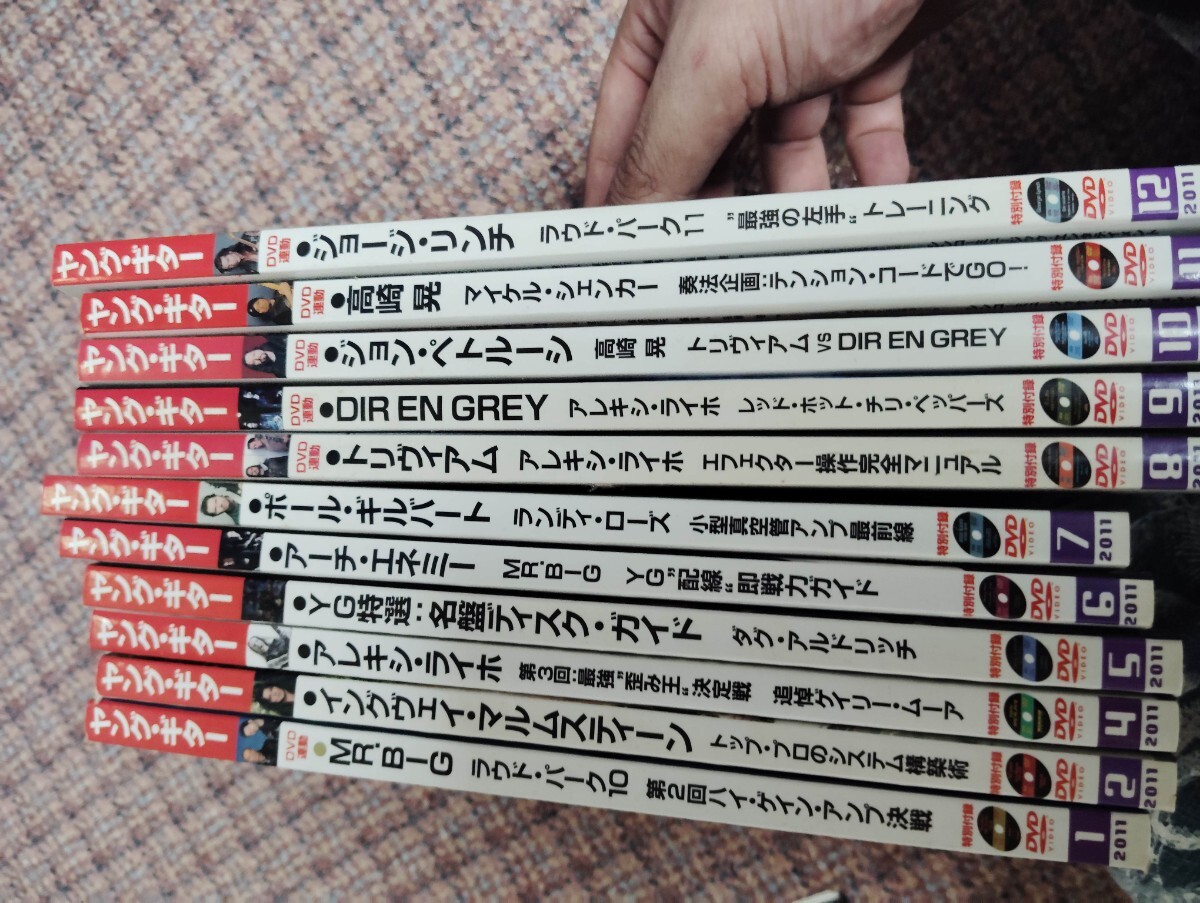 ヤング・ギター DVD連動 ●ジョージ・リンチ ラウド・パーク11 "最強の左手" トレーニング 特別付録 DVD VIDEO 12 2011
ヤング・ギター DVD連動 ●高崎 晃 マイケル・シェンカー 奏法企画:テンション・コードでGO! 特別付録 DVD VIDEO 11
ヤング・ギター DVD連動 ●ジョン・ペトルーシ 高崎 晃 トリヴィアム vs DIR EN GREY 特別付録 DVD VIDEO 10
ヤング・ギター DVD連動 ●DIR EN GREY アレキシ・ライホ レッド・ホット・チリ・ペッパーズ 特別付録 DVD VIDEO 9 2011
ヤング・ギター DVD連動 ●トリヴィアム アレキシ・ライホ エフェクター操作完全マニュアル 特別付録 DVD VIDEO 8 2011
ヤング・ギター ●ポール・ギルバート ランディ・ローズ 小型真空管アンプ最前線 特別付録 DVD VIDEO 7 2011
ヤング・ギター ●アーチ・エネミー MR.BIG YG"配線"即戦力ガイド 特別付録 DVD VIDEO 6 2011
ヤング・ギター ●YG特選:名盤ディスク・ガイド ダグ・アルドリッチ 特別付録 DVD VIDEO 5 2011
ヤング・ギター ●アレキシ・ライホ 第3回:最強"歪み王"決定戦 追悼ゲイリー・ムーア 特別付録 DVD VIDEO 4 2011
ヤング・ギター ●イングヴェイ・マルムスティーン トップ・プロのシステム構築術 特別付録 DVD VIDEO 2 2011
ヤング・ギター DVD連動 ●MR.BIG ラウド・パーク10 第2回ハイ・ゲイン・アンプ決戦 特別付録 DVD VIDEO 1 2011